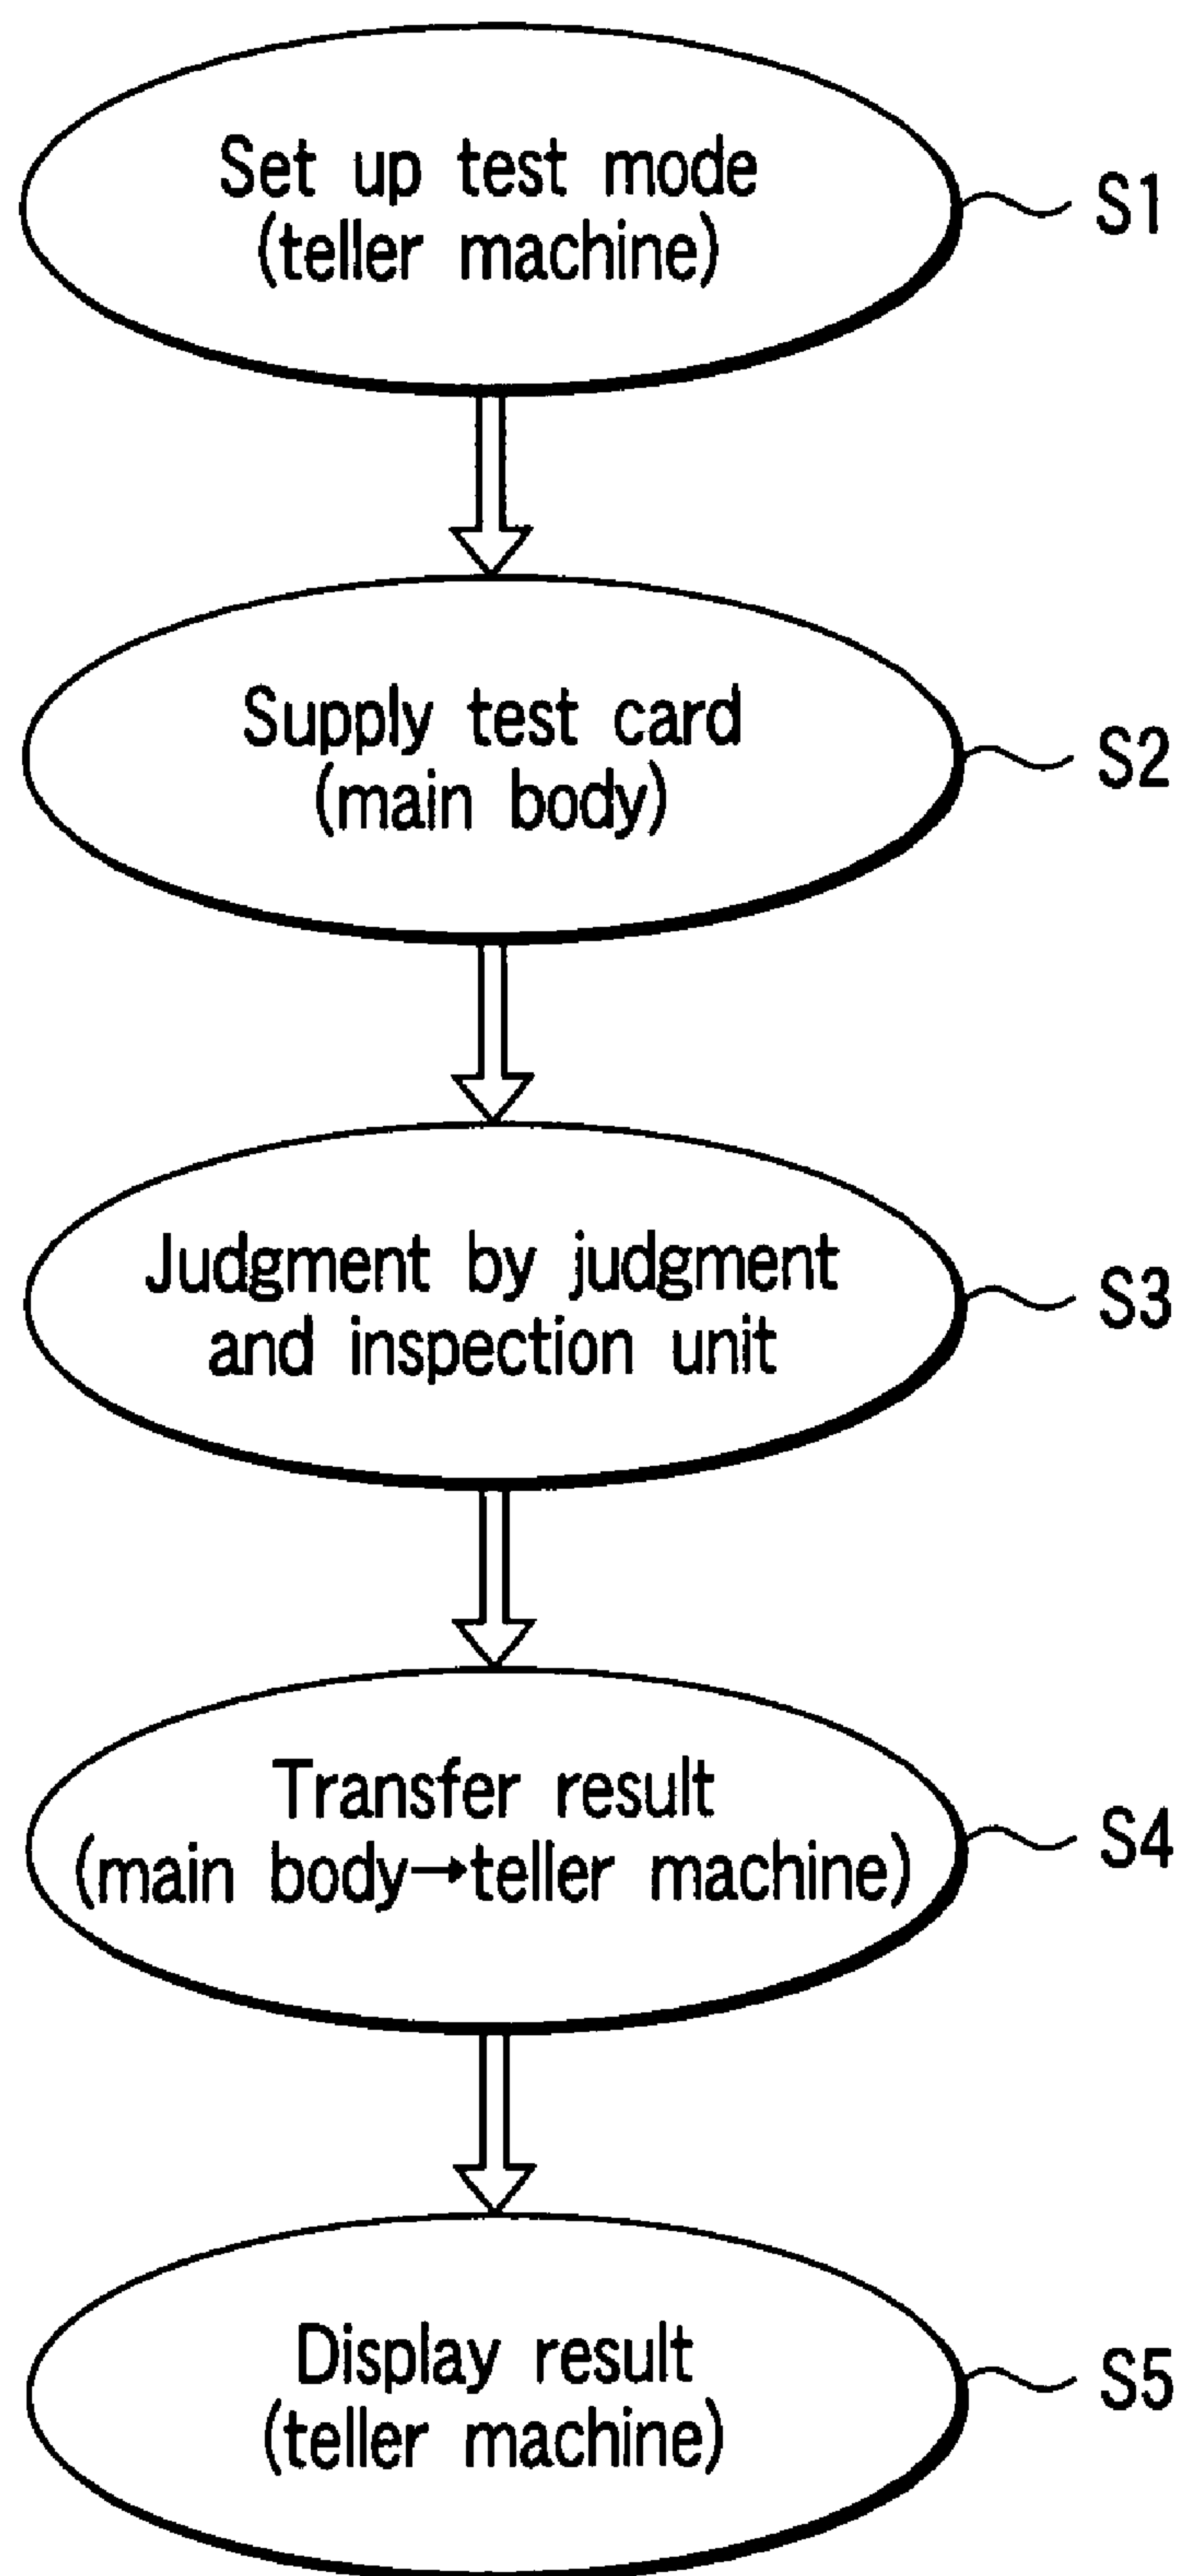 Set up test mode
(teller machine)
S1
Supply test card
(main body)
S2
Judgment by judgment
and inspection unit
S3
Transfer result
(main body→teller machine)
S4
Display result
(teller machine)
S5